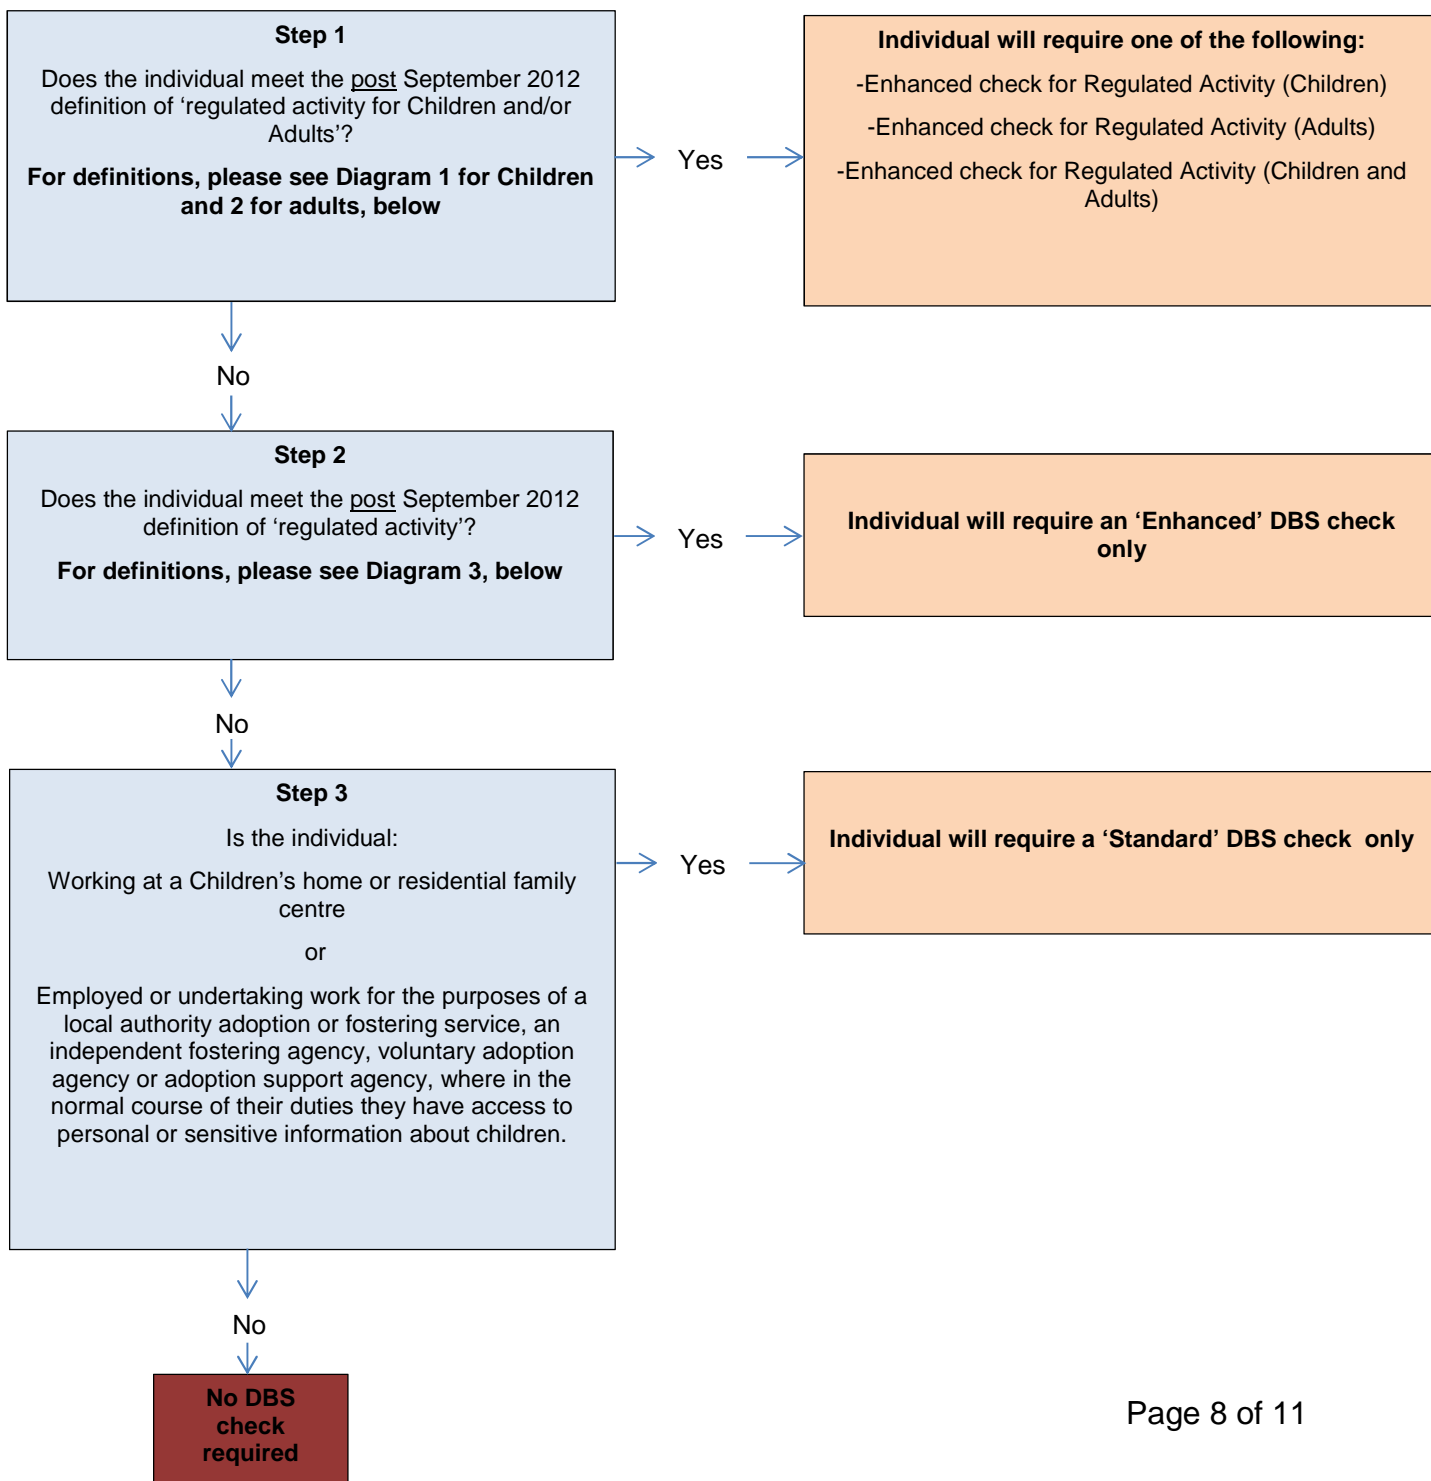 Step 1
Does the individual meet the post September 2012
definition of ‘regulated activity for Children and/or
Adults’?
For definitions, please see Diagram 1 for Children
and 2 for adults, below
Yes
Individual will require one of the following:
-Enhanced check for Regulated Activity (Children)
-Enhanced check for Regulated Activity (Adults)
-Enhanced check for Regulated Activity (Children and
Adults)
No
Step 2
Does the individual meet the post September 2012
definition of ‘regulated activity’?
For definitions, please see Diagram 3, below
Yes
Individual will require an ‘Enhanced’ DBS check
only
No
Step 3
Is the individual:
Working at a Children’s home or residential family
centre
or
Employed or undertaking work for the purposes of a
local authority adoption or fostering service, an
independent fostering agency, voluntary adoption
agency or adoption support agency, where in the
normal course of their duties they have access to
personal or sensitive information about children.
Yes
Individual will require a ‘Standard’ DBS check  only
No
No DBS
check
required
Page 8 of 11